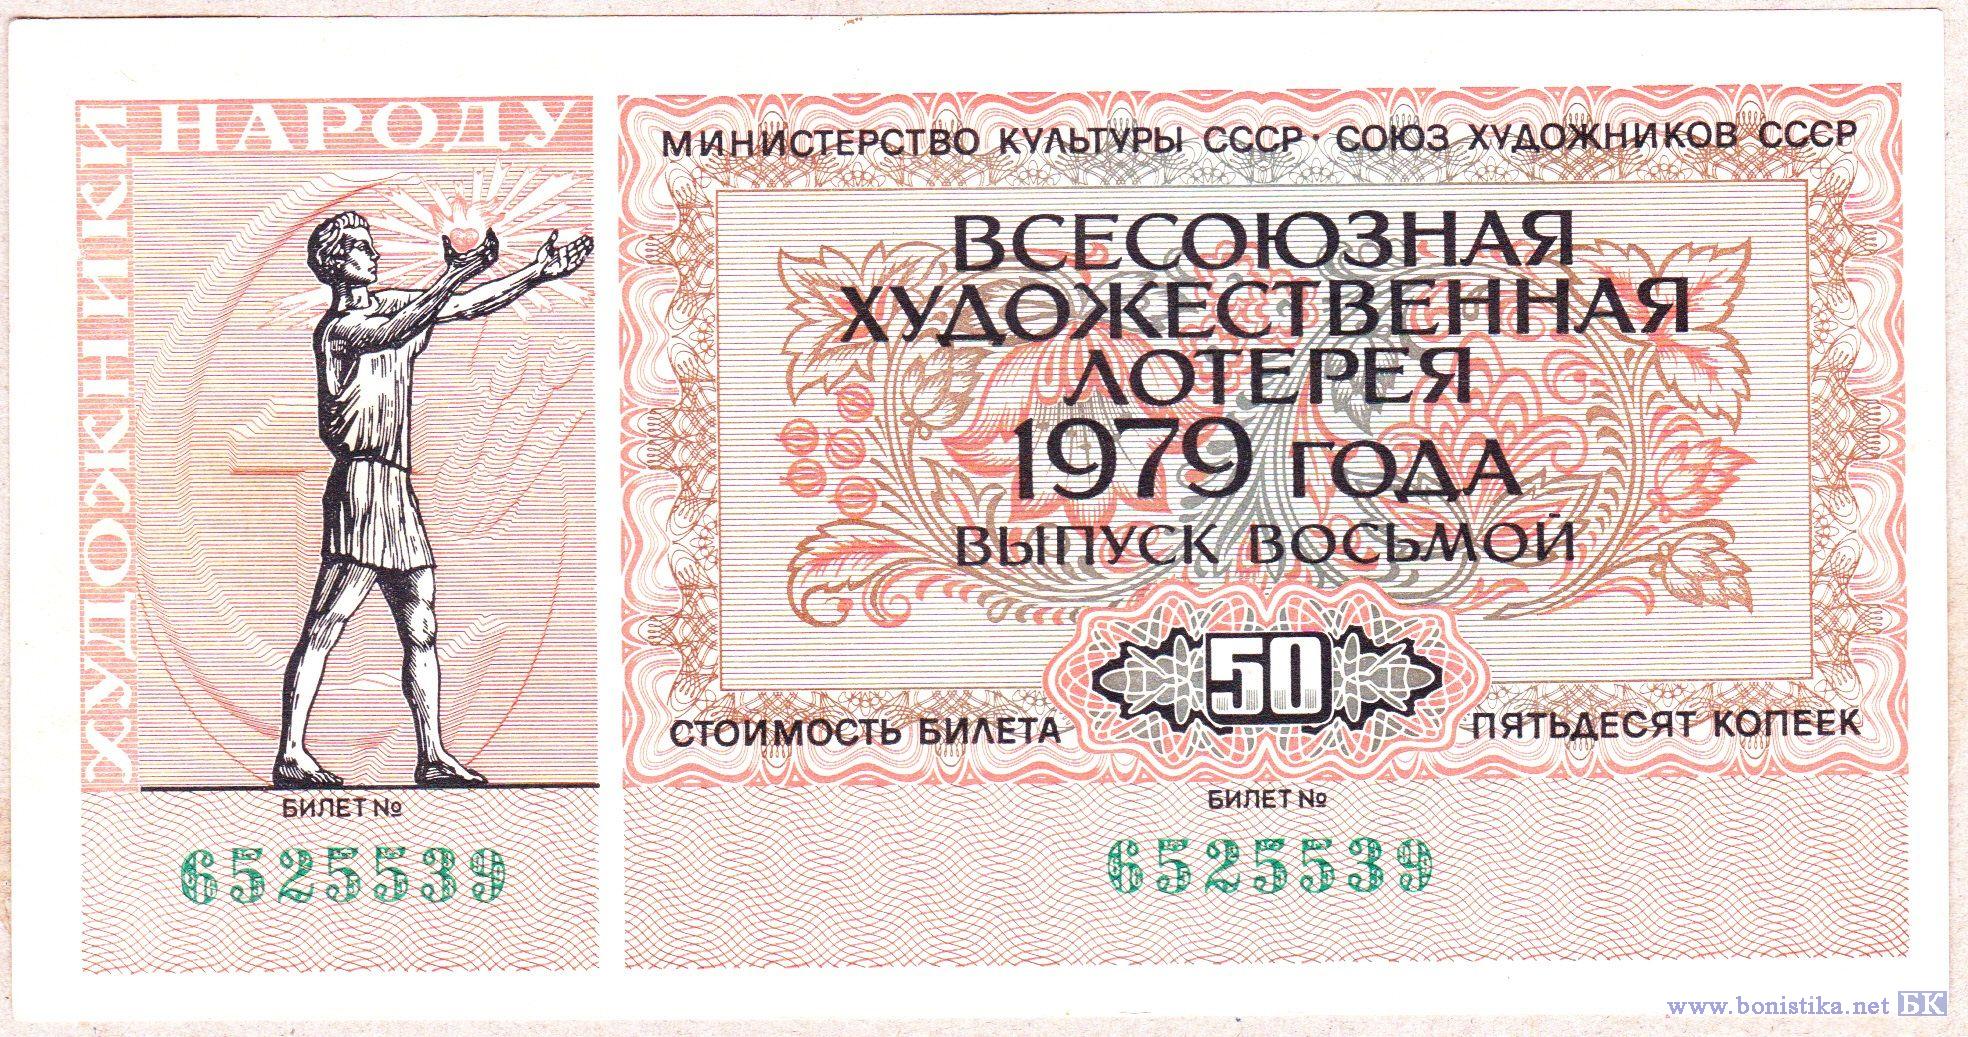 ХУДОЖНИКИ
НАРОДУ
БИЛЕТ №
6525539
МИНИСТЕРСТВО КУЛЬТУРЫ СССР · СОЮЗ ХУДОЖНИКОВ СССР
ВСЕСОЮЗНАЯ
ХУДОЖЕСТВЕННАЯ
ЛОТЕРЕЯ
1979 ГОДА
ВЫПУСК ВОСЬМОЙ
50
СТОИМОСТЬ БИЛЕТА ПЯТЬДЕСЯТ КОПЕЕК
БИЛЕТ №
6525539
www.bonistika.net БК